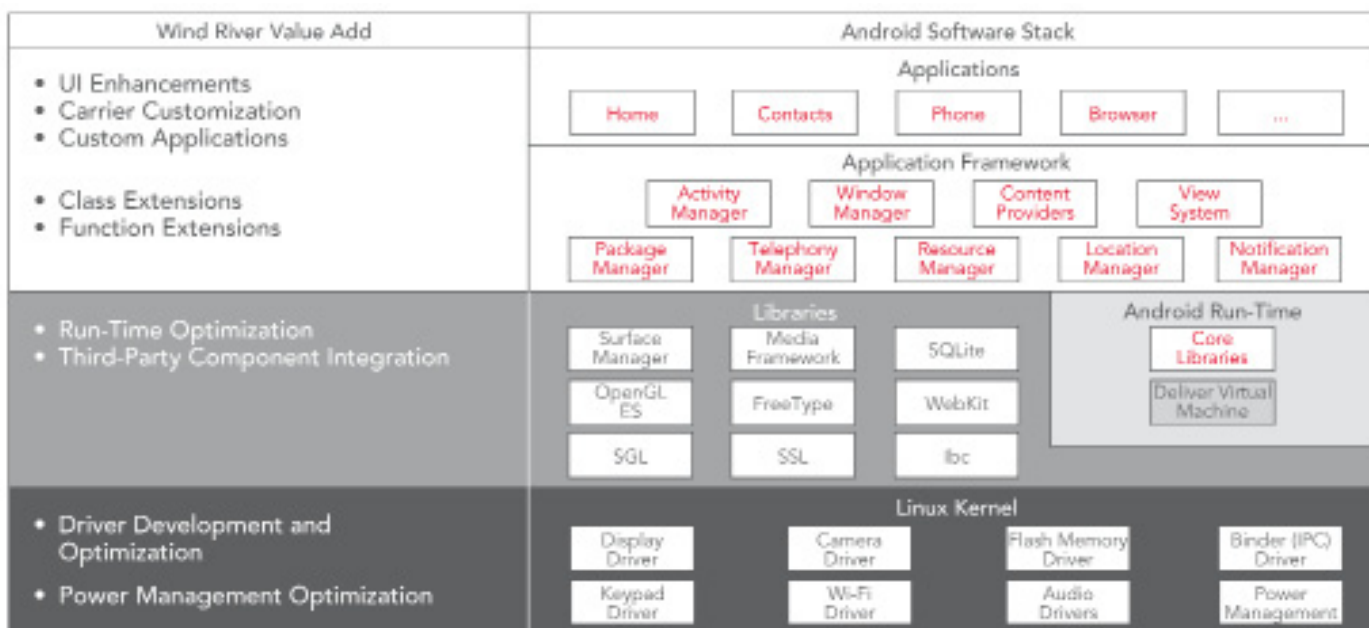 Wind River Value Add
Android Software Stack
• UI Enhancements
• Carrier Customization
• Custom Applications
• Class Extensions
• Function Extensions
Applications
Home
Contacts
Phone
Browser
...
Application Framework
Activity
Manager
Window
Manager
Content
Providers
View
System
Package
Manager
Telephony
Manager
Resource
Manager
Location
Manager
Notification
Manager
• Run-Time Optimization
• Third-Party Component Integration
Libraries
Surface
Manager
Media
Framework
SQLite
OpenGL
ES
FreeType
WebKit
SGL
SSL
lbc
Android Run-Time
Core
Libraries
Deliver Virtual
Machine
• Driver Development and
Optimization
• Power Management Optimization
Linux Kernel
Display
Driver
Camera
Driver
Flash Memory
Driver
Binder (IPC)
Driver
Keypad
Driver
Wi-Fi
Driver
Audio
Drivers
Power
Management